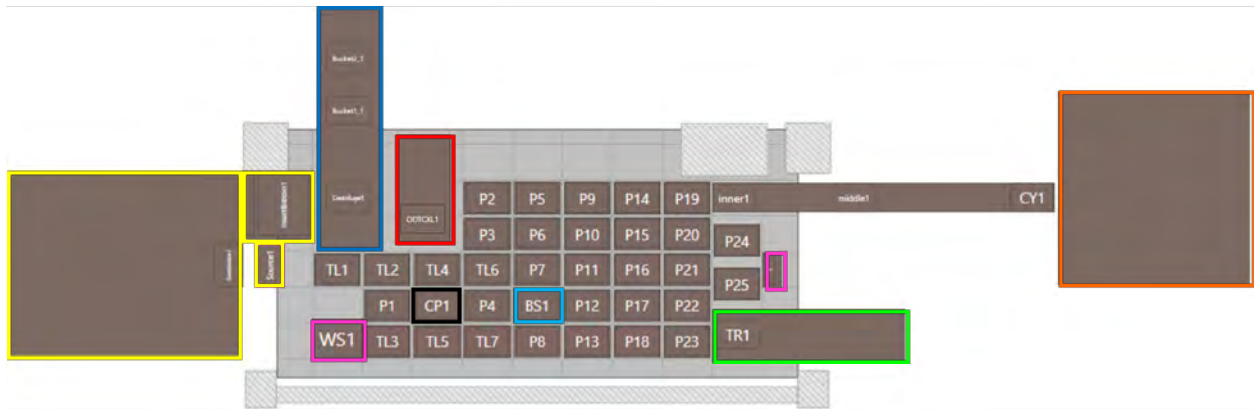 Bucket2_1
Bucket1_1
Centrifuge1
ODTCXL1
P2 P5 P9 P14 P19 inner1 middle1 CY1
P3 P6 P10 P15 P20 P24
Source1
TL1 TL2 TL4 TL6 P7 P11 P16 P21
P25
P1 CP1 P4 BS1 P12 P17 P22
WS1 TL3 TL5 TL7 P8 P13 P18 P23 TR1